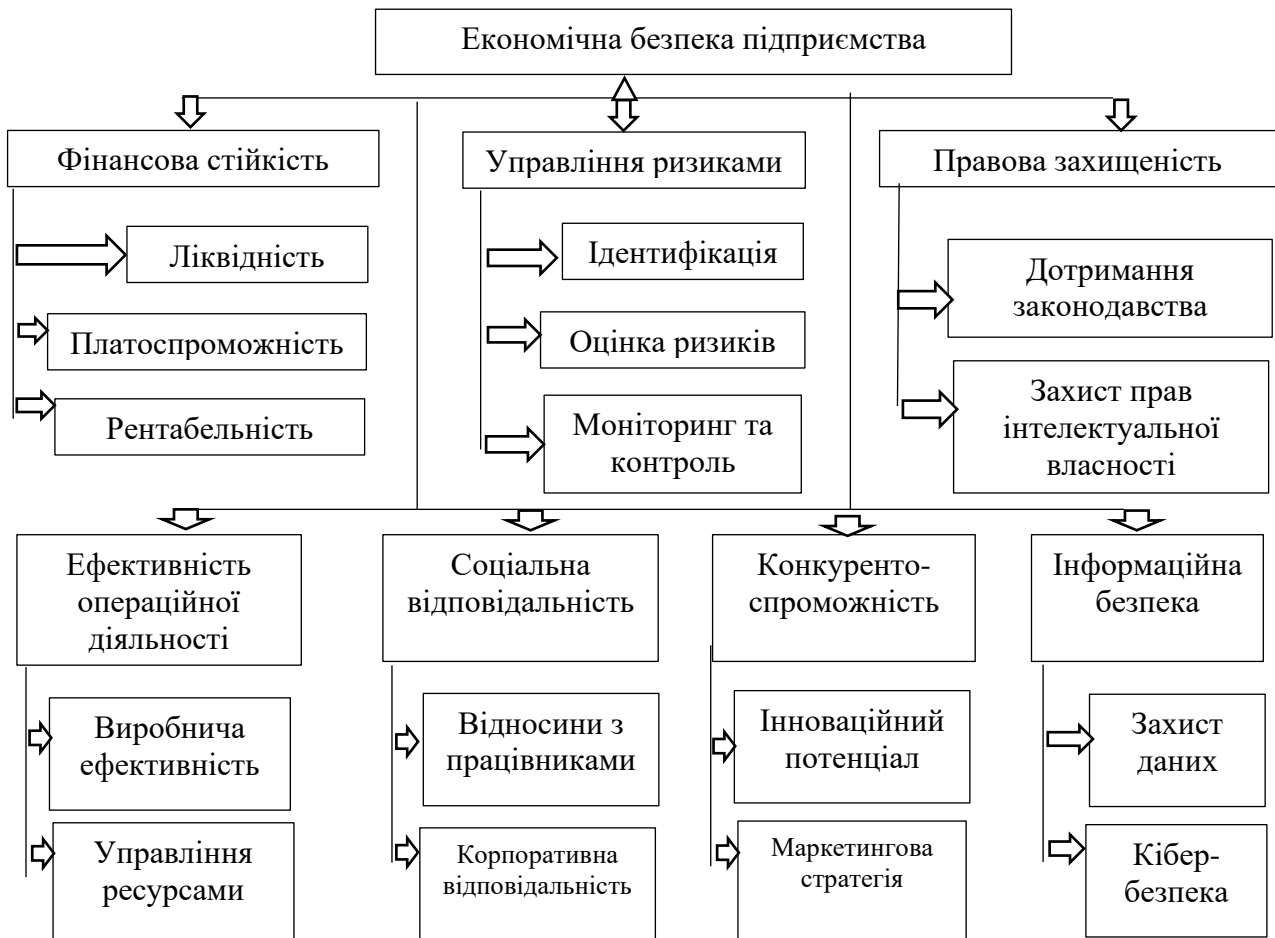 Економічна безпека підприємства
Фінансова стійкість
Ліквідність
Платоспроможність
Рентабельність
Управління ризиками
Ідентифікація
Оцінка ризиків
Моніторинг та
контроль
Правова захищеність
Дотримання
законодавства
Захист прав
інтелектуальної
власності
Ефективність
операційної
діяльності
Виробнича
ефективність
Управління
ресурсами
Соціальна
відповідальність
Відносини з
працівниками
Корпоративна
відповідальність
Конкуренто-
спроможність
Інноваційний
потенціал
Маркетингова
стратегія
Інформаційна
безпека
Захист
даних
Кібер-
безпека